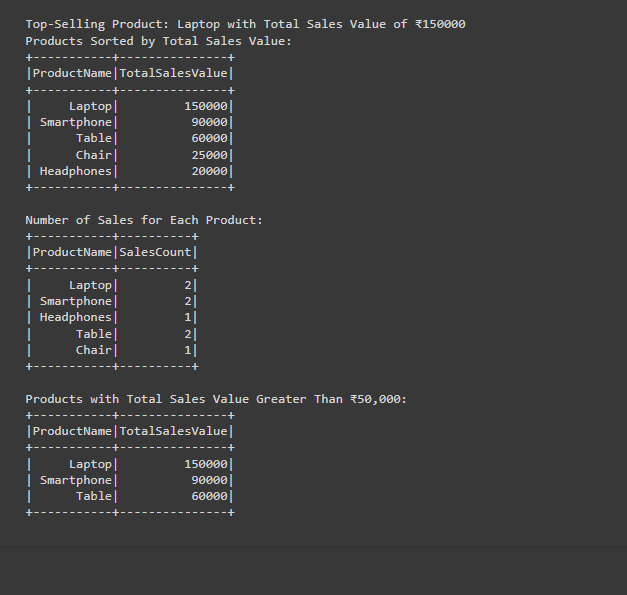 Top-Selling Product: Laptop with Total Sales Value of ₹150000
Products Sorted by Total Sales Value:
+-----------+---------------+
|ProductName|TotalSalesValue|
+-----------+---------------+
|     Laptop|         150000|
| Smartphone|          90000|
|      Table|          60000|
|      Chair|          25000|
| Headphones|          20000|
+-----------+---------------+

Number of Sales for Each Product:
+-----------+----------+
|ProductName|SalesCount|
+-----------+----------+
|     Laptop|         2|
| Smartphone|         2|
| Headphones|         1|
|      Table|         2|
|      Chair|         1|
+-----------+----------+

Products with Total Sales Value Greater Than ₹50,000:
+-----------+---------------+
|ProductName|TotalSalesValue|
+-----------+---------------+
|     Laptop|         150000|
| Smartphone|          90000|
|      Table|          60000|
+-----------+---------------+